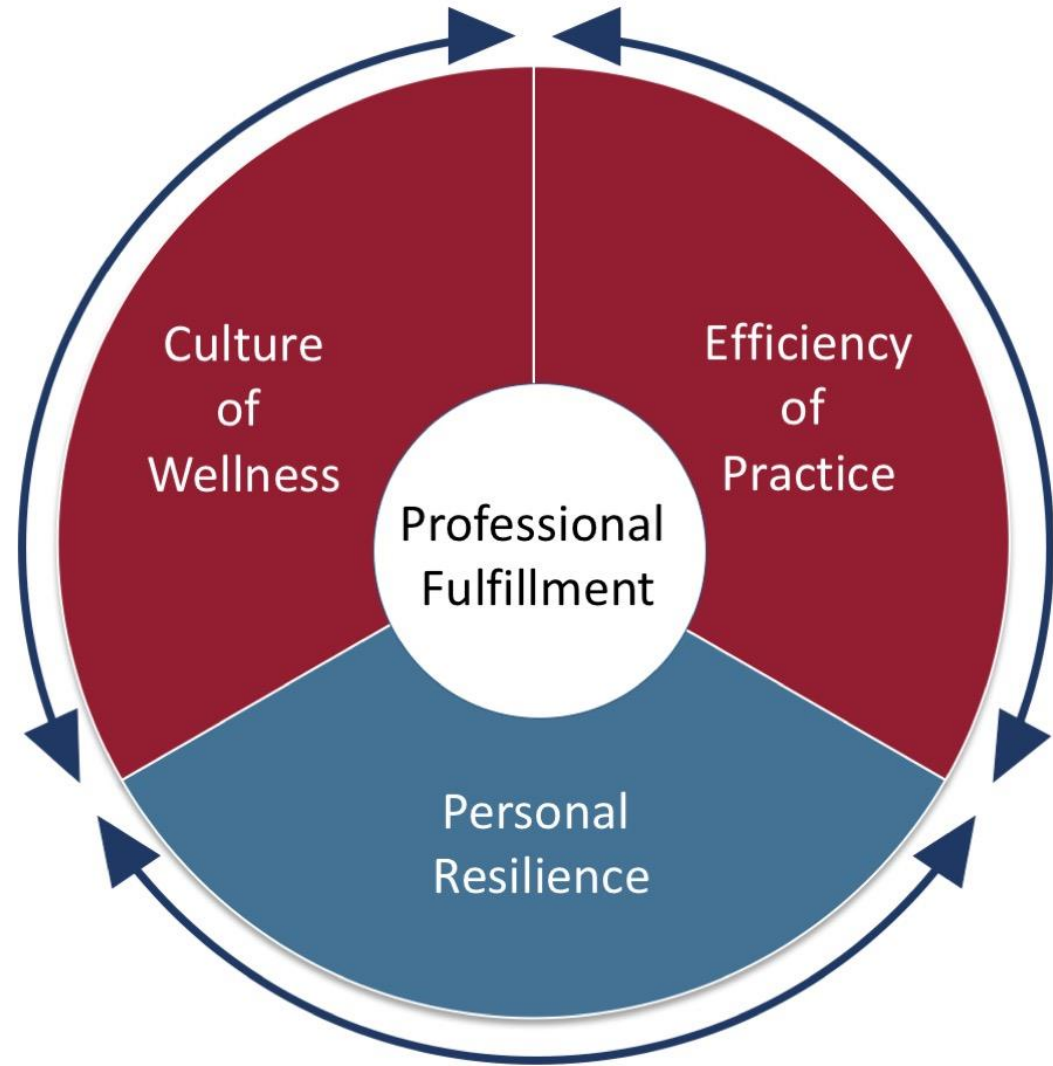 Culture
of
Wellness
Efficiency
of
Practice
Professional
Fulfillment
Personal
Resilience